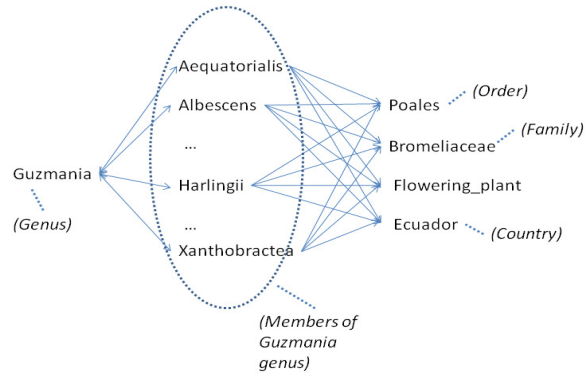 Aequatorialis
Albescens
...
Harlingii
...
Xanthobractea
Guzmania
(Genus)
Poales
(Order)
Bromeliaceae
(Family)
Flowering_plant
Ecuador
(Country)
(Members of
Guzmania
genus)